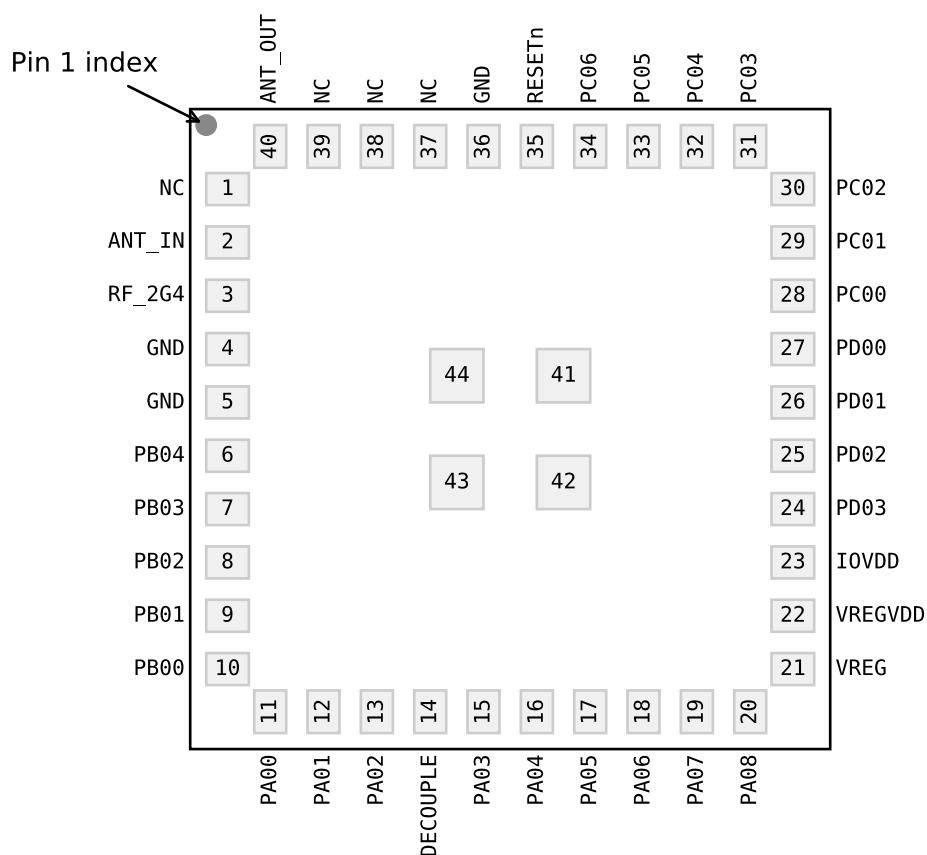 Pin 1 index
ANT_OUT NC NC NC GND RESETn PC06 PC05 PC04 PC03
40 39 38 37 36 35 34 33 32 31
NC 1 30 PC02
ANT_IN 2 29 PC01
RF_2G4 3 28 PC00
GND 4 27 PD00
44 41
GND 5 26 PD01
PB04 6 25 PD02
43 42
PB03 7 24 PD03
PB02 8 23 IOVDD
PB01 9 22 VREGVDD
PB00 10 21 VREG
11 12 13 14 15 16 17 18 19 20
PA00 PA01 PA02 DECOUPLE PA03 PA04 PA05 PA06 PA07 PA08